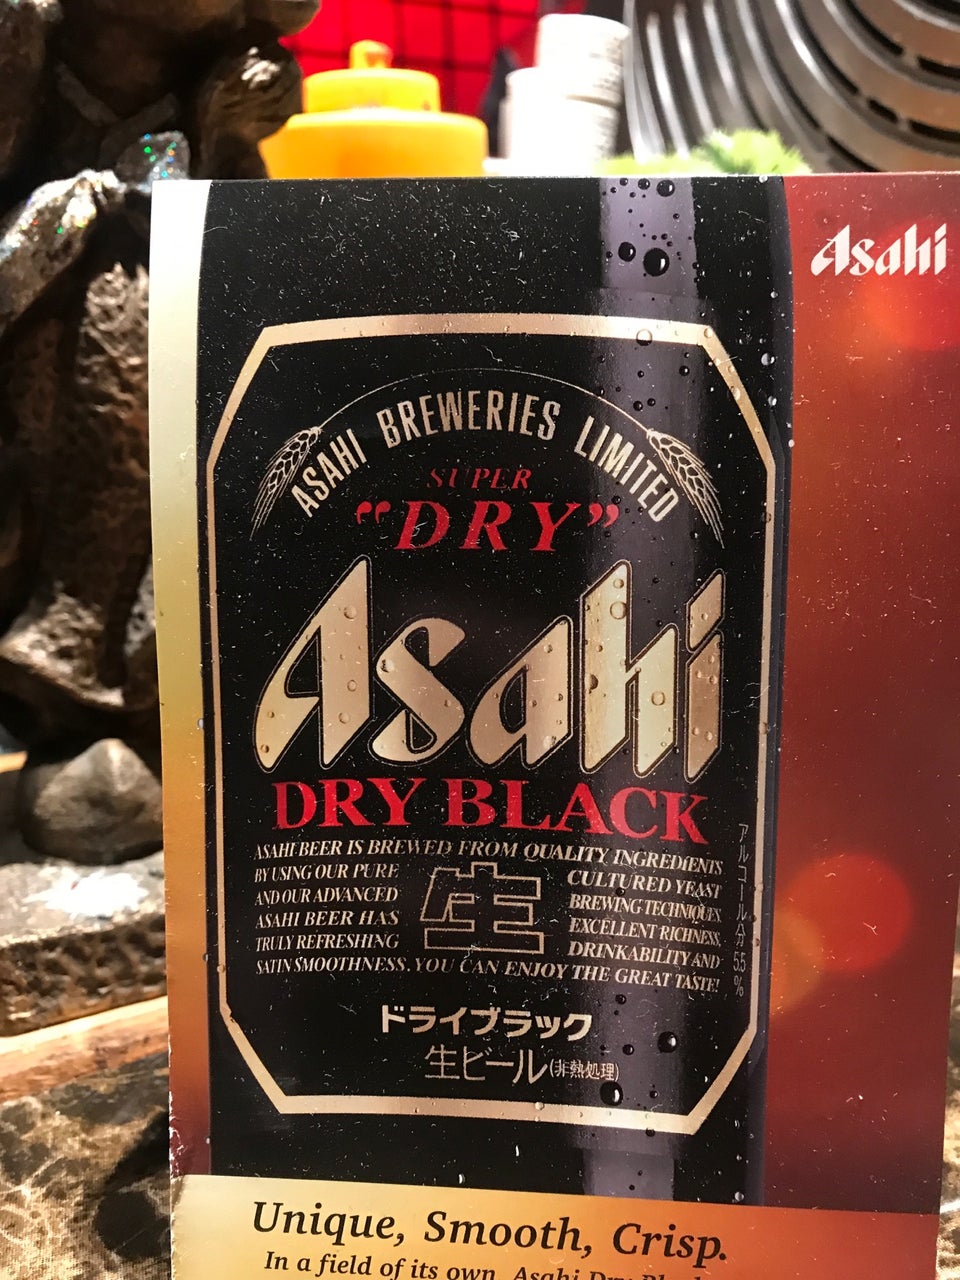 Asahi
ASAHI BREWERIES LIMITED
SUPER
"DRY"
Asahi
DRY BLACK
ASAHI BEER IS BREWED FROM QUALITY INGREDIENTS
BY USING OUR PURE CULTURED YEAST
AND OUR ADVANCED BREWING TECHNIQUES.
ASAHI BEER HAS EXCELLENT RICHNESS,
TRULY REFRESHING DRINKABILITY AND
SATIN SMOOTHNESS. YOU CAN ENJOY THE GREAT TASTE!
生
アルコール分5.5%
ドライブラック
生ビール(非熱処理)
Unique, Smooth, Crisp.
In a field of its own, Asahi Dry